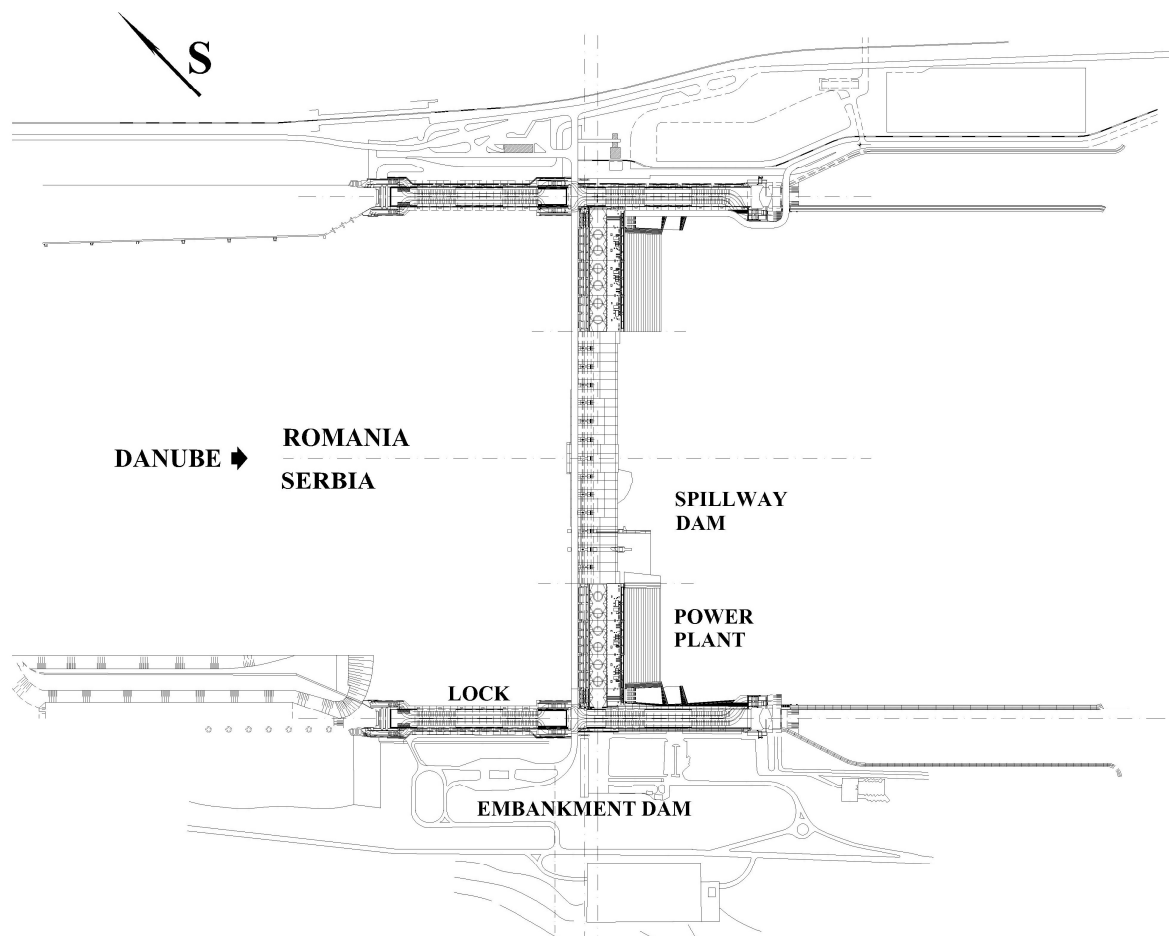 S
ROMANIA
DANUBE
SERBIA
SPILLWAY
DAM
POWER
PLANT
LOCK
EMBANKMENT DAM